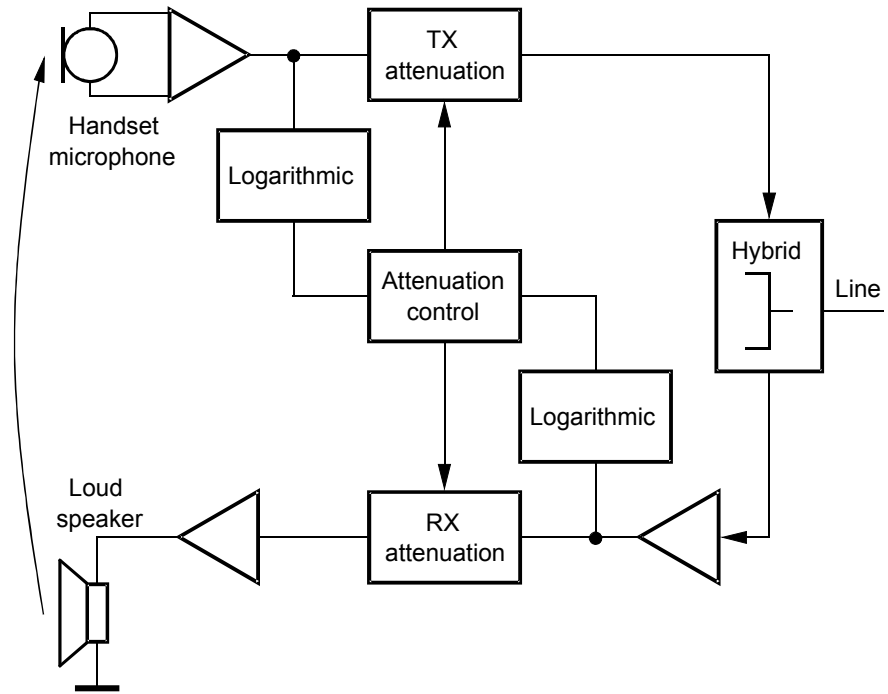 TX
attenuation
Handset
microphone
Logarithmic
Hybrid
Attenuation
control
Line
Logarithmic
Loud
speaker
RX
attenuation